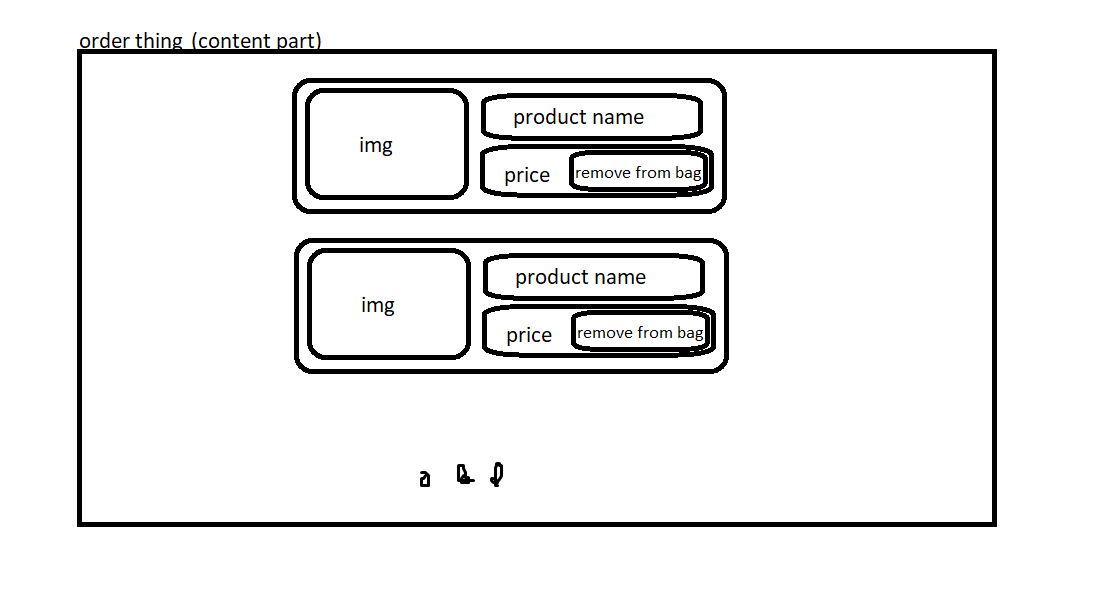 order thing (content part)
img
product name
price remove from bag
img
product name
price remove from bag